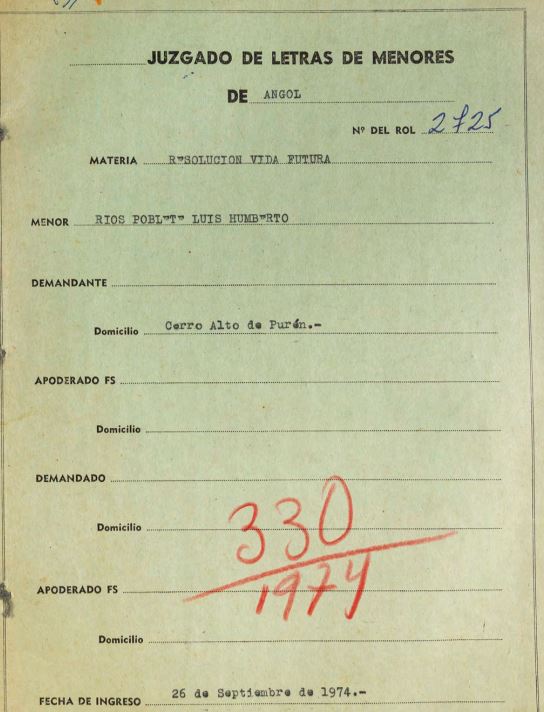 JUZGADO DE LETRAS DE MENORES
DE ANGOL
Nº DEL ROL 2725
MATERIA RESOLUCION VIDA FUTURA
MENOR RIOS POBLETE LUIS HUMBERTO
DEMANDANTE
Domicilio Cerro Alto de Purén.-
APODERADO FS
Domicilio
DEMANDADO
Domicilio
330
1974
APODERADO FS
Domicilio
FECHA DE INGRESO 26 de Septiembre de 1974.-